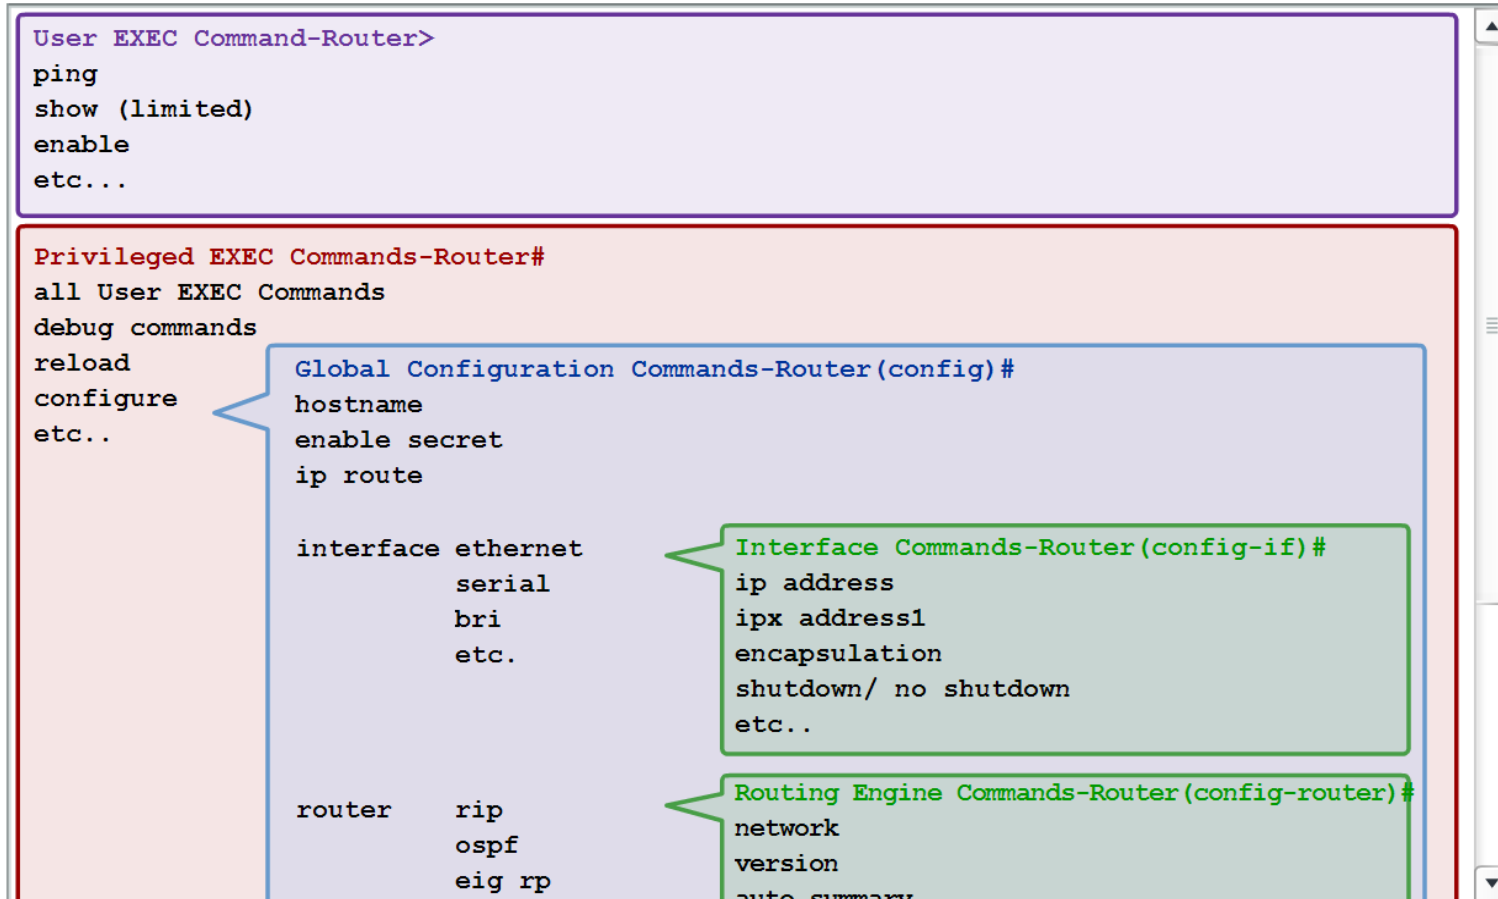 User EXEC Command-Router>
ping
show (limited)
enable
etc...
Privileged EXEC Commands-Router#
all User EXEC Commands
debug commands
reload
configure
etc..
Global Configuration Commands-Router(config)#
hostname
enable secret
ip route
interface ethernet
serial
bri
etc.
Interface Commands-Router(config-if)#
ip address
ipx address1
encapsulation
shutdown/ no shutdown
etc..
router rip
ospf
eig rp
Routing Engine Commands-Router(config-router)#
network
version
auto summary